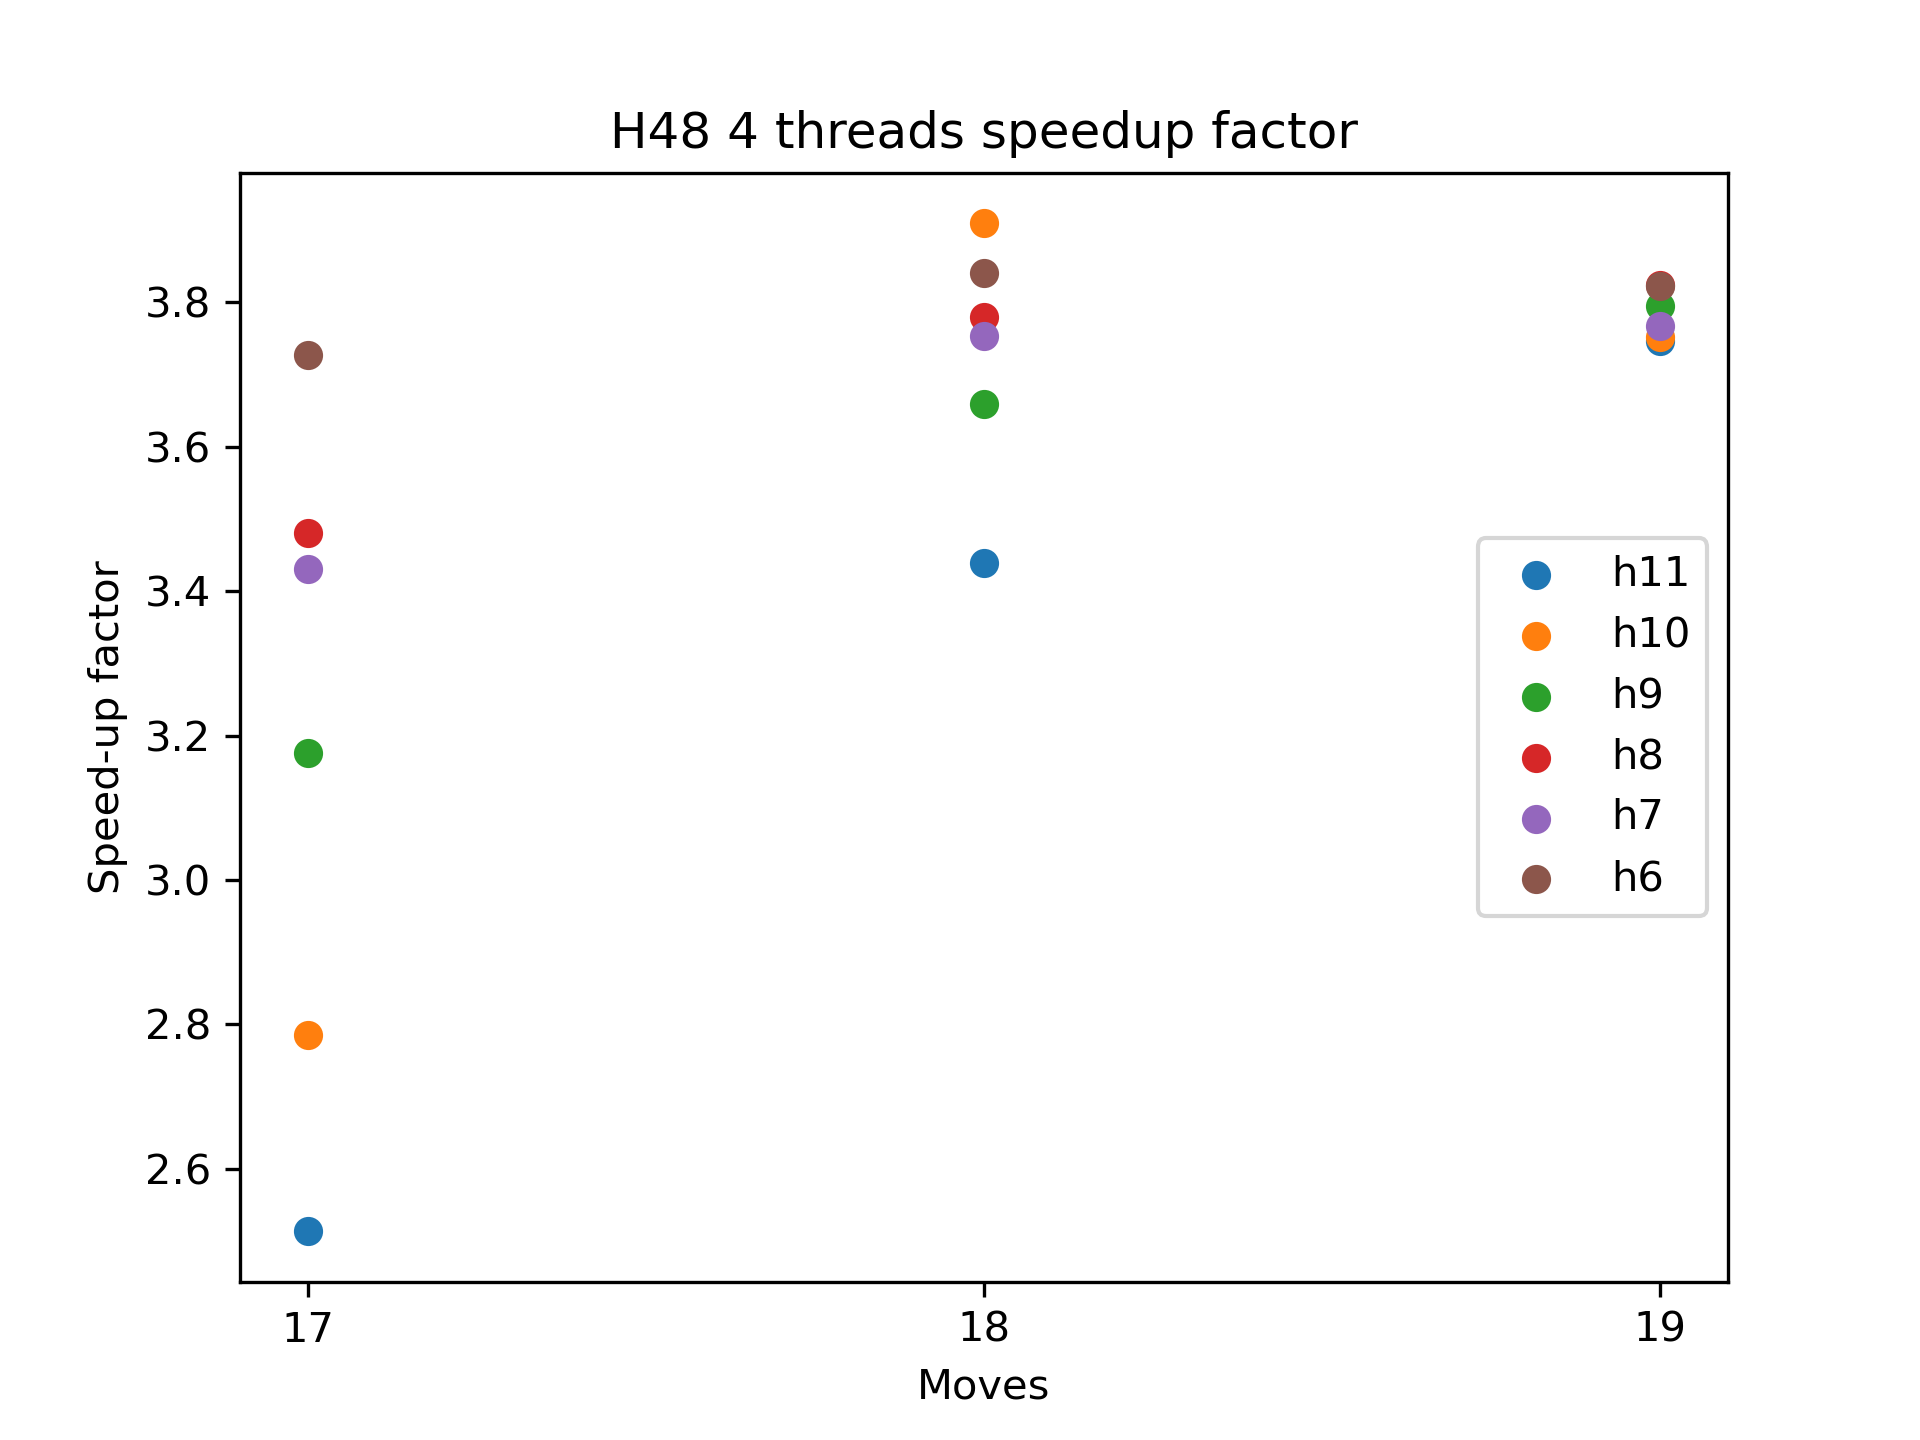 H48 4 threads speedup factor
Speed-up factor
3.8
3.6
3.4
3.2
3.0
2.8
2.6
17
18
19
Moves
h11
h10
h9
h8
h7
h6